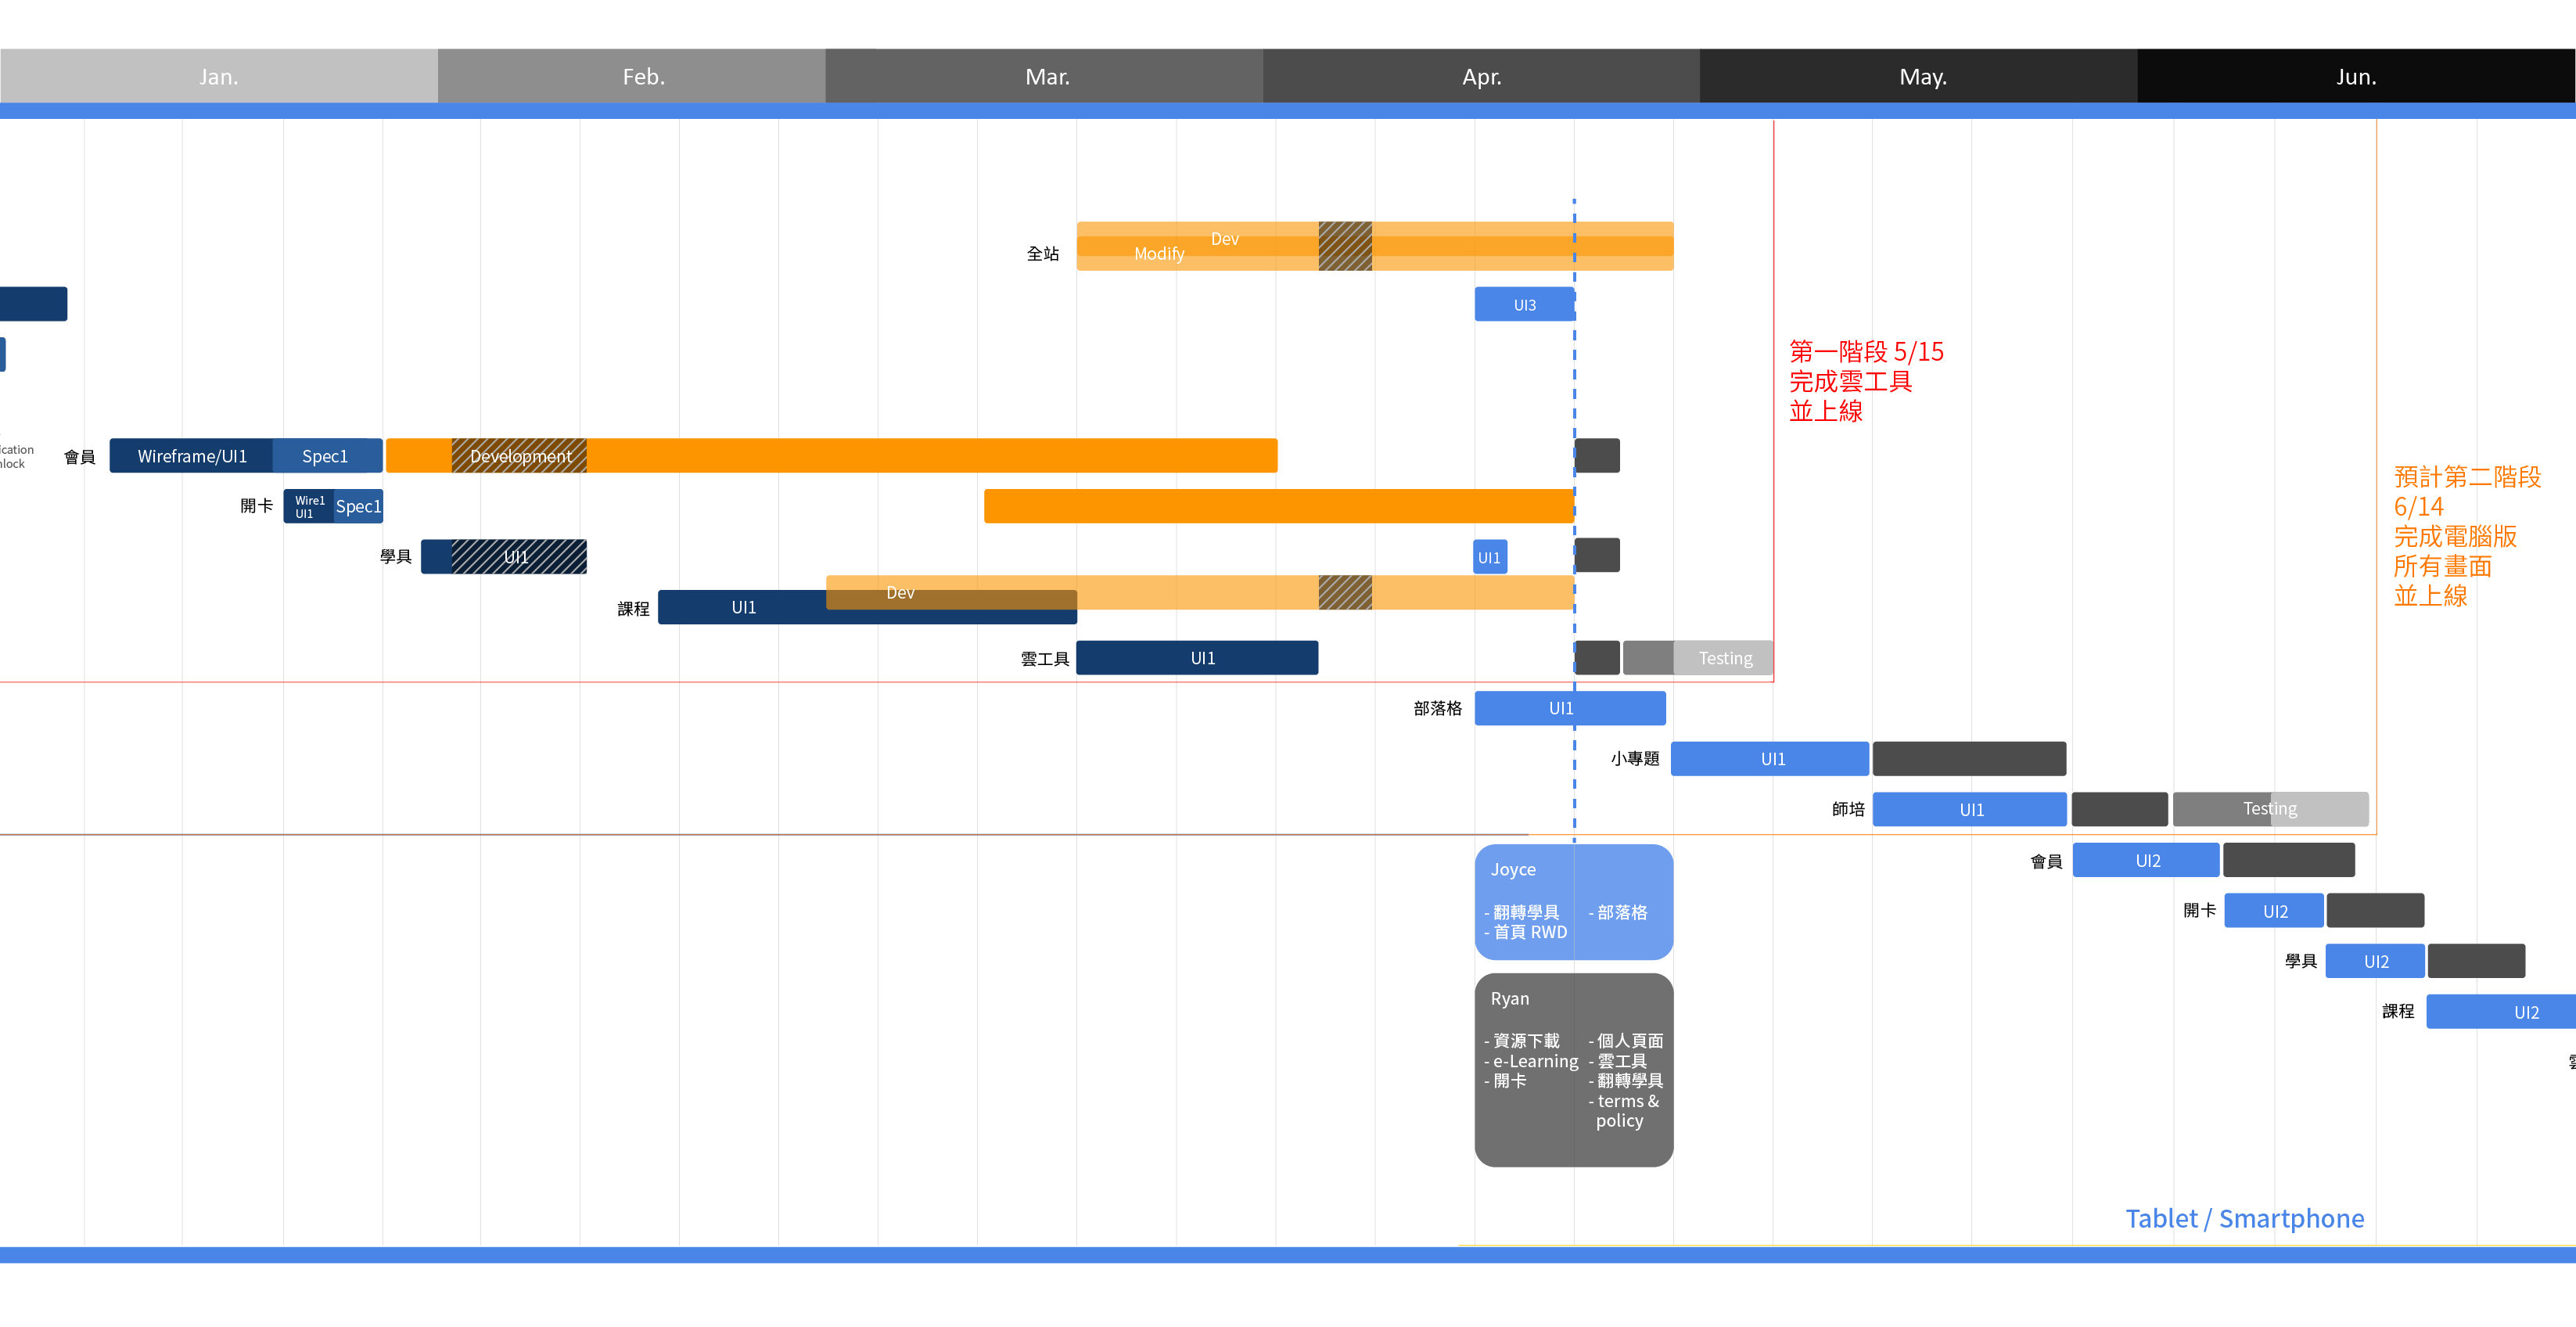 Jan.
Feb.
Mar.
Apr.
May.
Jun.
全站
Dev
Modify
UI3
第一階段 5/15
完成雲工具
並上線
會員
Wireframe/UI1
Spec1
Development
開卡
Wire1
UI1
Spec1
學具
UI1
UI1
課程
UI1
Dev
雲工具
UI1
Testing
預計第二階段
6/14
完成電腦版
所有畫面
並上線
部落格
UI1
小專題
UI1
師培
UI1
Testing
會員
UI2
開卡
UI2
學具
UI2
課程
UI2
Joyce
- 翻轉學具
- 首頁 RWD
- 部落格
Ryan
- 資源下載
- e-Learning
- 開卡
- 個人頁面
- 雲工具
- 翻轉學具
- terms &
policy
Tablet / Smartphone